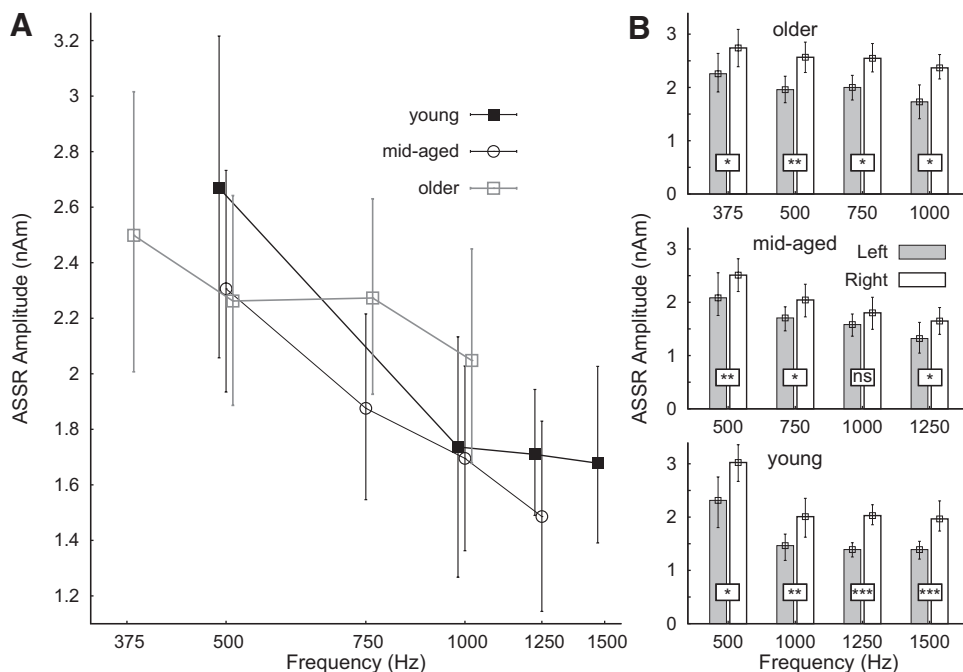 A
ASSR Amplitude (nAm)
3.2
3
2.8
2.6
2.4
2.2
2
1.8
1.6
1.4
1.2
young
mid-aged
older
375 500 750 1000 1250 1500
Frequency (Hz)
B
ASSR Amplitude (nAm)
older
3
2
1
0
* ** * *
375 500 750 1000
mid-aged
Left
Right
3
2
1
0
** * ns *
500 750 1000 1250
young
3
2
1
0
* ** *** ***
500 1000 1250 1500
Frequency (Hz)